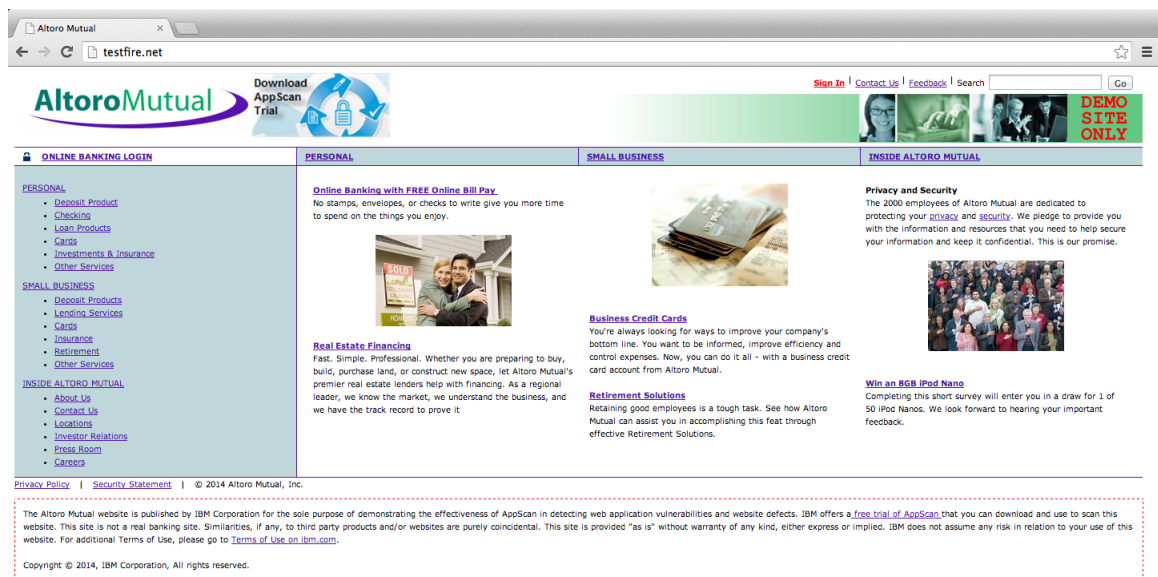 Altoro Mutual
testfire.net
AltoroMutual
Download
AppScan
Trial
Sign In | Contact Us | Feedback | Search Go
DEMO
SITE
ONLY
ONLINE BANKING LOGIN
PERSONAL
SMALL BUSINESS
INSIDE ALTORO MUTUAL
PERSONAL
• Deposit Product
• Checking
• Loan Products
• Cards
• Investments & Insurance
• Other Services
SMALL BUSINESS
• Deposit Products
• Lending Services
• Cards
• Insurance
• Retirement
• Other Services
INSIDE ALTORO MUTUAL
• About Us
• Contact Us
• Locations
• Investor Relations
• Press Room
• Careers
Online Banking with FREE Online Bill Pay
No stamps, envelopes, or checks to write give you more time
to spend on the things you enjoy.
SOLD
Real Estate Financing
Fast. Simple. Professional. Whether you are preparing to buy,
build, purchase land, or construct new space, let Altoro Mutual's
premier real estate lenders help with financing. As a regional
leader, we know the market, we understand the business, and
we have the track record to prove it
Business Credit Cards
You're always looking for ways to improve your company's
bottom line. You want to be informed, improve efficiency and
control expenses. Now, you can do it all - with a business credit
card account from Altoro Mutual.
Retirement Solutions
Retaining good employees is a tough task. See how Altoro
Mutual can assist you in accomplishing this feat through
effective Retirement Solutions.
Privacy and Security
The 2000 employees of Altoro Mutual are dedicated to
protecting your privacy and security. We pledge to provide you
with the information and resources that you need to help secure
your information and keep it confidential. This is our promise.
Win an 8GB iPod Nano
Completing this short survey will enter you in a draw for 1 of
50 iPod Nanos. We look forward to hearing your important
feedback.
Privacy Policy | Security Statement | © 2014 Altoro Mutual, Inc.
The Altoro Mutual website is published by IBM Corporation for the sole purpose of demonstrating the effectiveness of AppScan in detecting web application vulnerabilities and website defects. IBM offers a free trial of AppScan that you can download and use to scan this
website. This site is not a real banking site. Similarities, if any, to third party products and/or websites are purely coincidental. This site is provided "as is" without warranty of any kind, either express or implied. IBM does not assume any risk in relation to your use of this
website. For additional Terms of Use, please go to Terms of Use on ibm.com.
Copyright © 2014, IBM Corporation, All rights reserved.